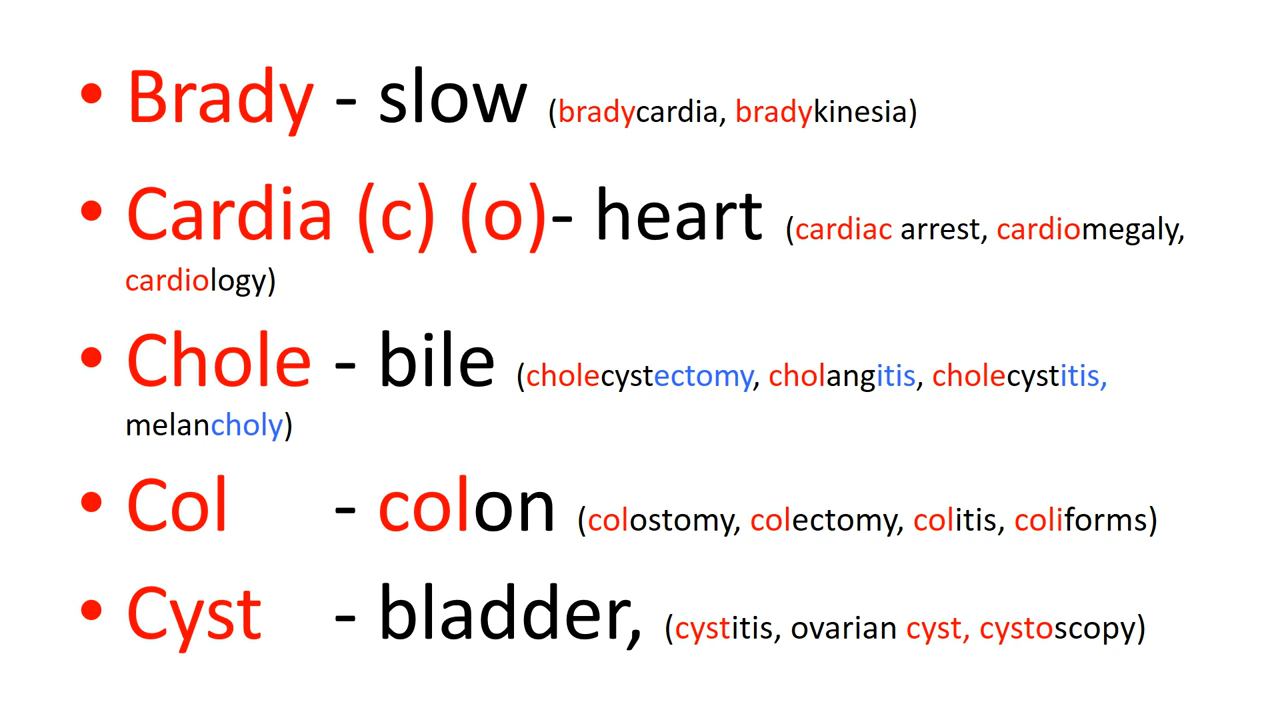 • Brady - slow (bradycardia, bradykinesia)
• Cardia (c) (o)- heart (cardiac arrest, cardiomegaly,
cardiology)
• Chole - bile (cholecystectomy, cholangitis, cholecystitis,
melancholy)
• Col - colon (colostomy, colectomy, colitis, coliforms)
• Cyst - bladder, (cystitis, ovarian cyst, cystoscopy)